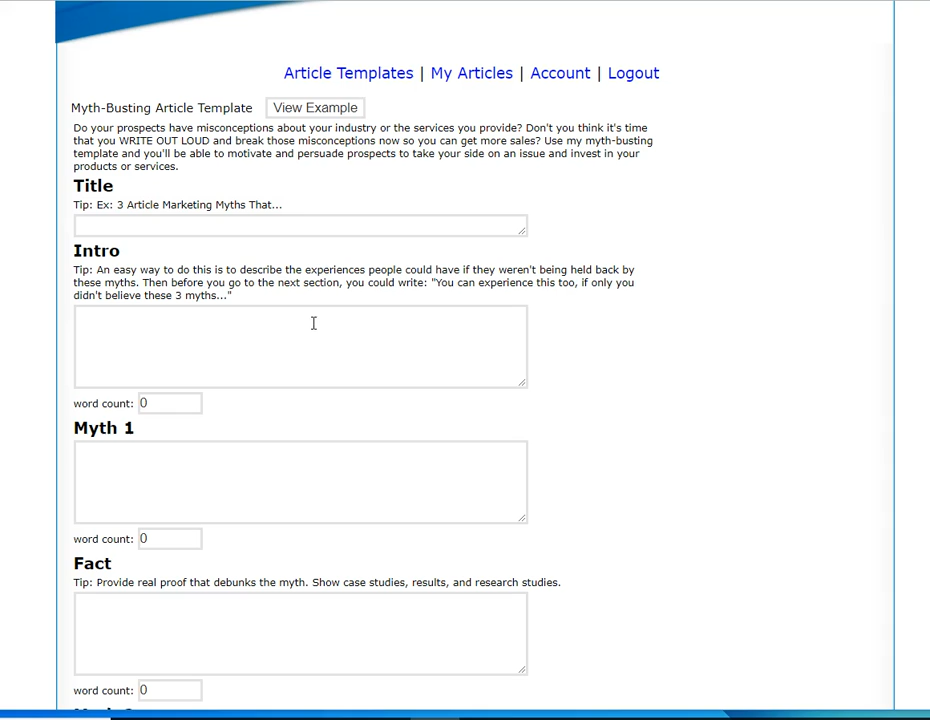 Article Templates | My Articles | Account | Logout
Myth-Busting Article Template View Example
Do your prospects have misconceptions about your industry or the services you provide? Don't you think it's time
that you WRITE OUT LOUD and break those misconceptions now so you can get more sales? Use my myth-busting
template and you'll be able to motivate and persuade prospects to take your side on an issue and invest in your
products or services.
Title
Tip: Ex: 3 Article Marketing Myths That...
Intro
Tip: An easy way to do this is to describe the experiences people could have if they weren't being held back by
these myths. Then before you go to the next section, you could write: "You can experience this too, if only you
didn't believe these 3 myths..."
word count: 0
Myth 1
word count: 0
Fact
Tip: Provide real proof that debunks the myth. Show case studies, results, and research studies.
word count: 0